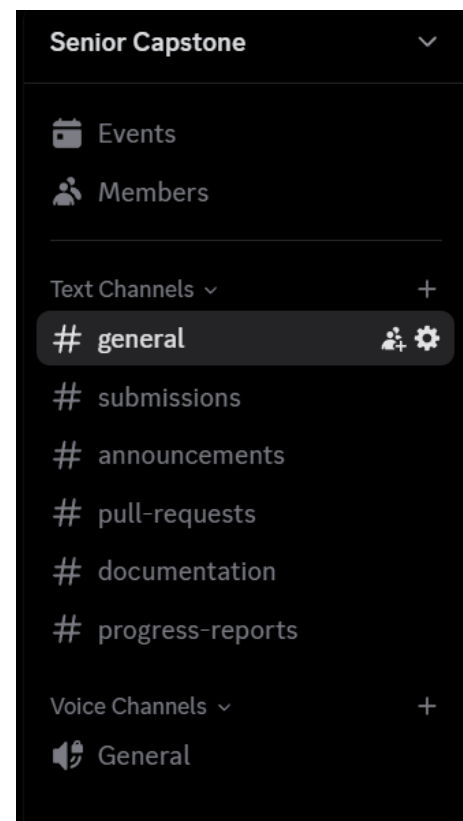 Senior Capstone
Events
Members
Text Channels
# general
# submissions
# announcements
# pull-requests
# documentation
# progress-reports
Voice Channels
General